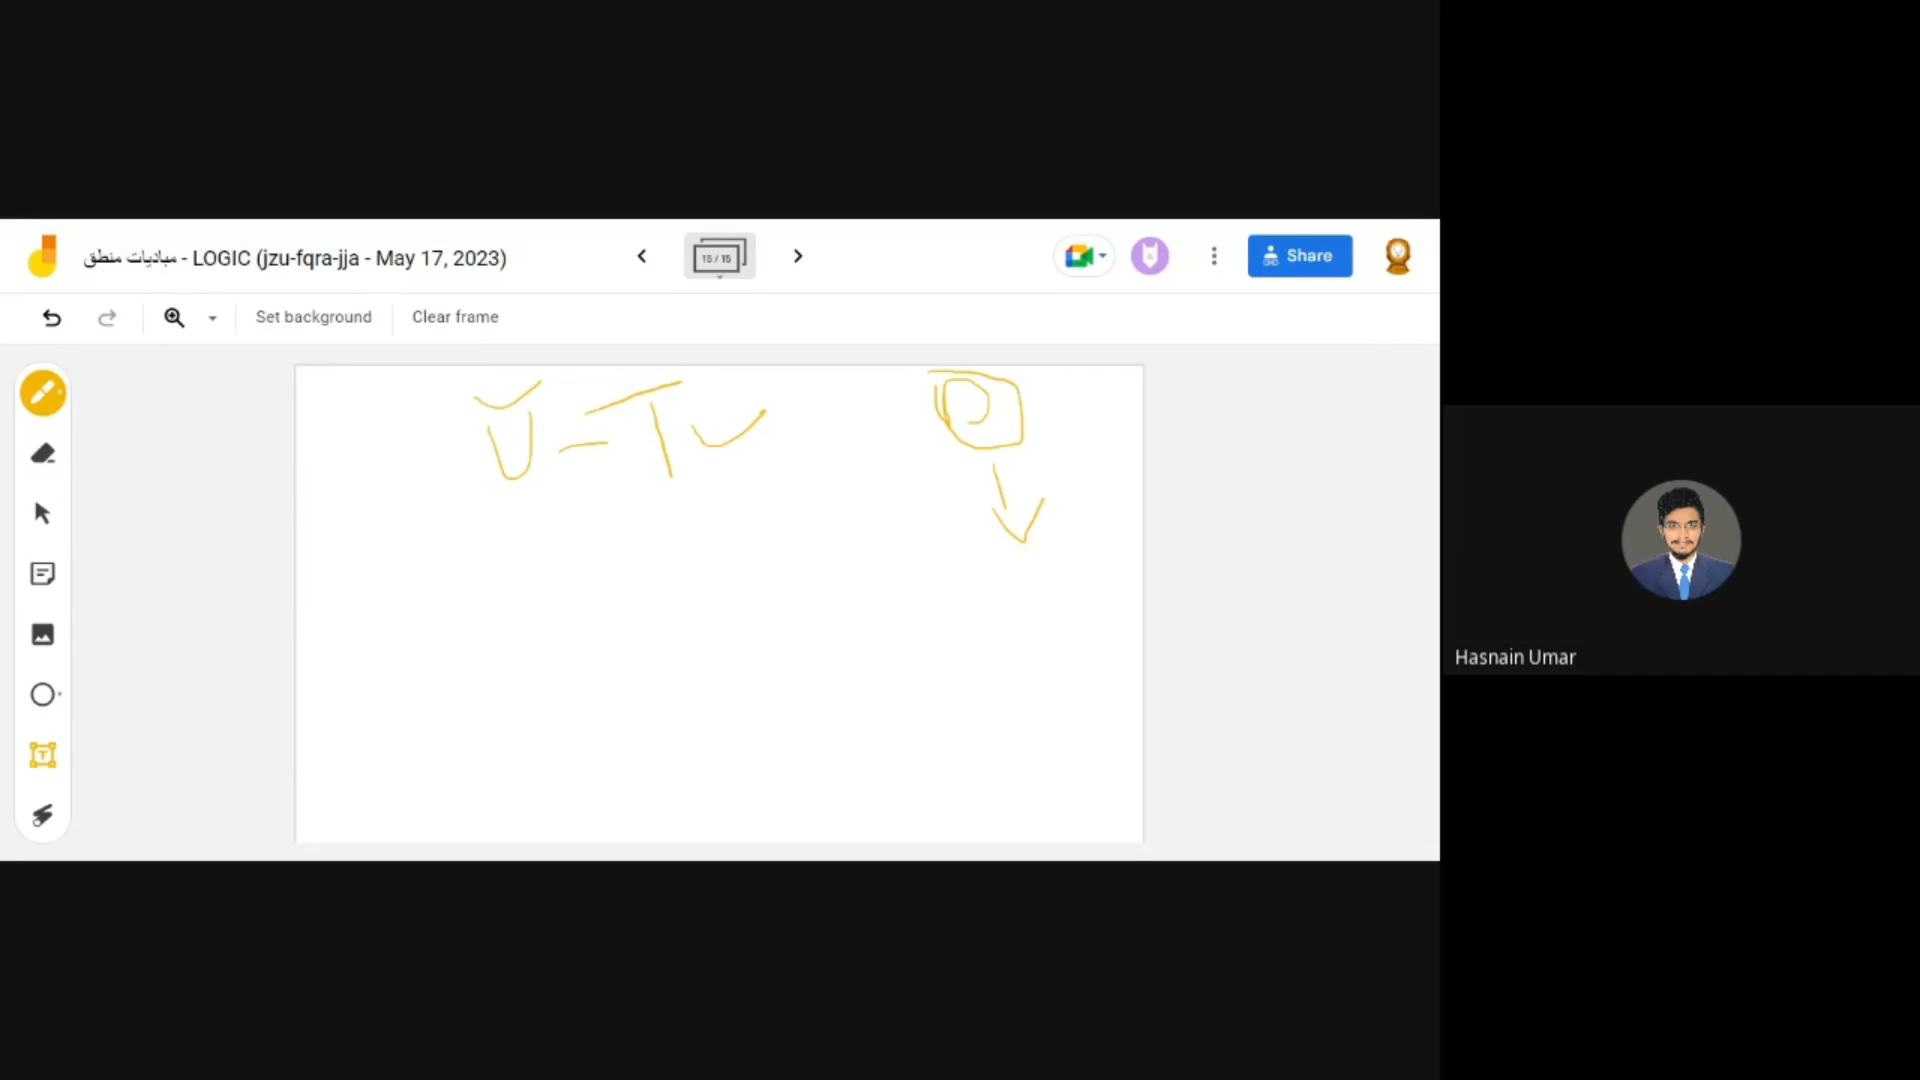 مبادیات منطق - LOGIC (jzu-fqra-jja - May 17, 2023)
15 / 15
Share
Set background
Clear frame
Hasnain Umar